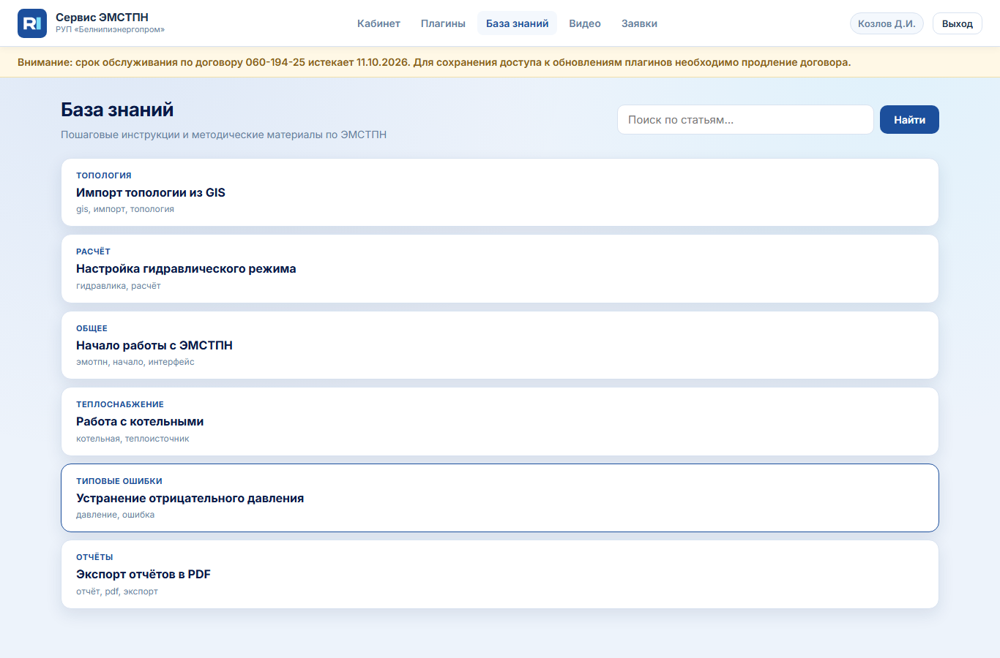 RI
Сервис ЭМСТПН
РУП «Белнипиэнергопром»
Кабинет
Плагины
База знаний
Видео
Заявки
Козлов Д.И.
Выход
Внимание: срок обслуживания по договору 060-194-25 истекает 11.10.2026. Для сохранения доступа к обновлениям плагинов необходимо продление договора.
База знаний
Пошаговые инструкции и методические материалы по ЭМСТПН
Поиск по статьям...
Найти
ТОПОЛОГИЯ
Импорт топологии из GIS
gis, импорт, топология
РАСЧЁТ
Настройка гидравлического режима
гидравлика, расчёт
ОБЩЕЕ
Начало работы с ЭМСТПН
эмотпн, начало, интерфейс
ТЕПЛОСНАБЖЕНИЕ
Работа с котельными
котельная, теплоисточник
ТИПОВЫЕ ОШИБКИ
Устранение отрицательного давления
давление, ошибка
ОТЧЁТЫ
Экспорт отчётов в PDF
отчёт, pdf, экспорт